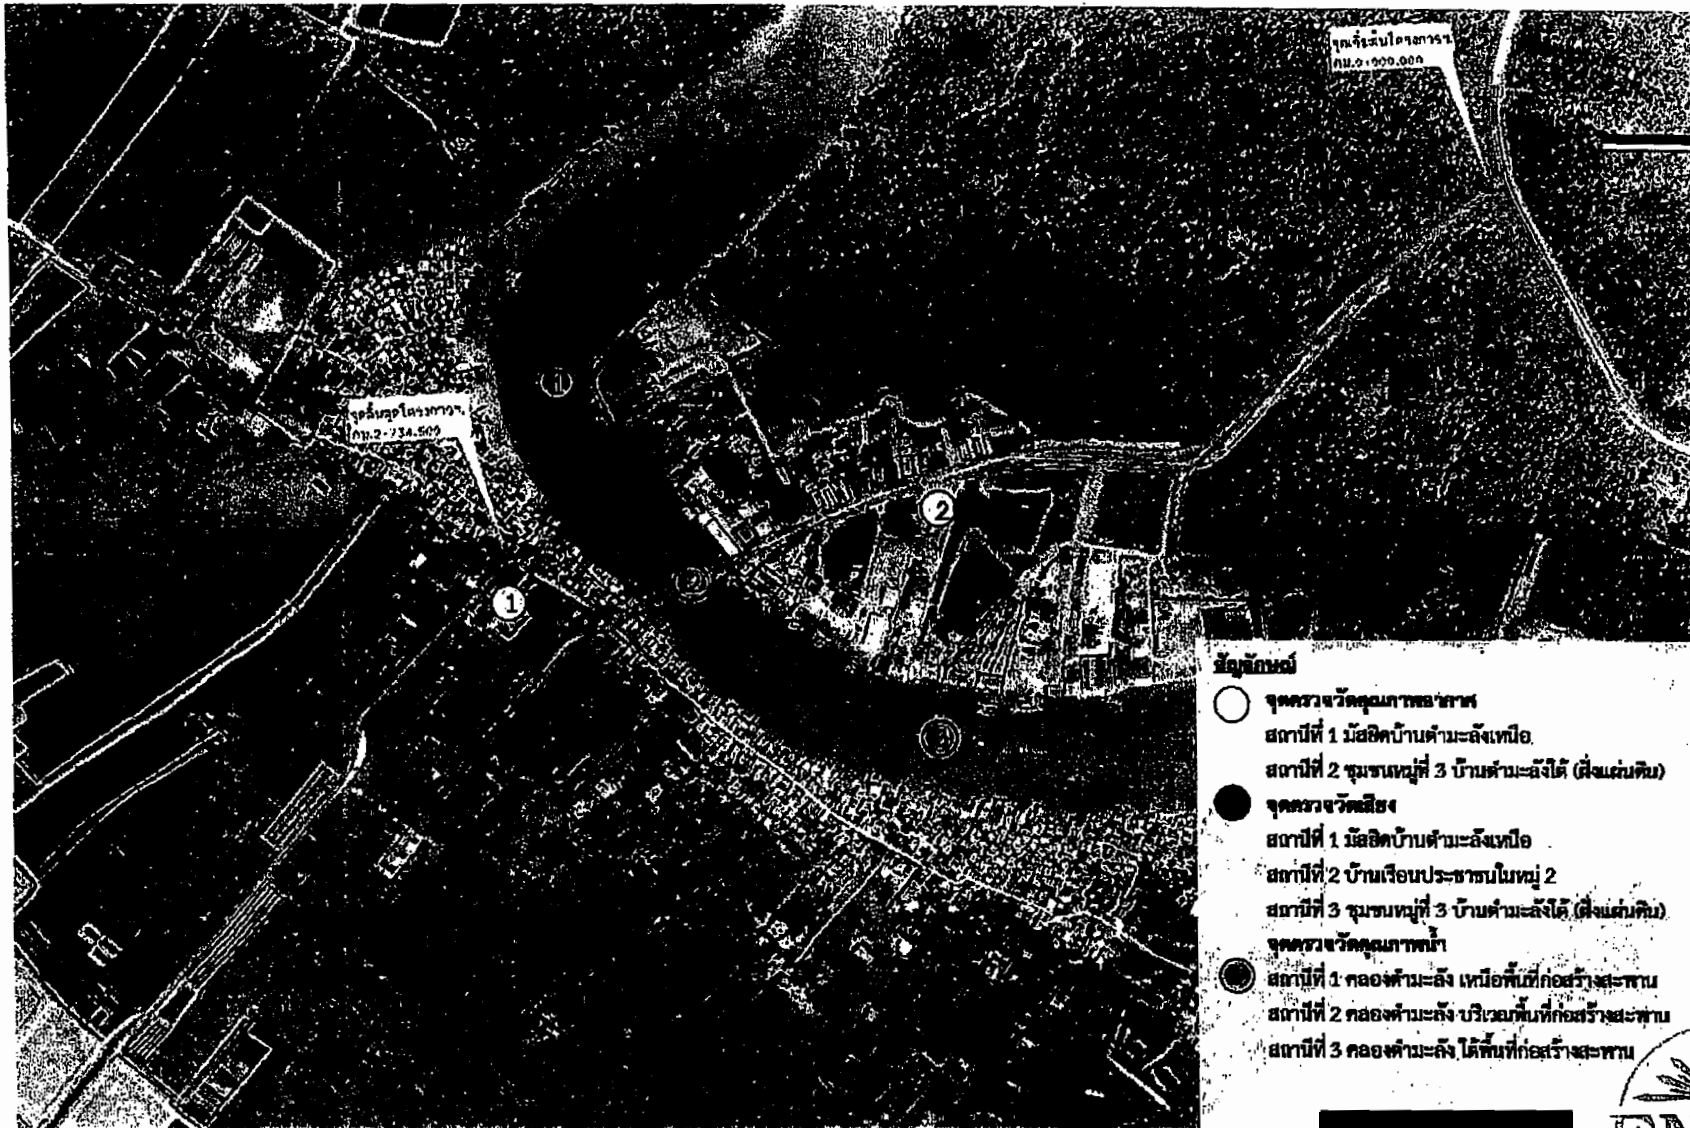 จุดเริ่มต้นโครงการฯ
กม.0+000.000
จุดสิ้นสุดโครงการฯ
กม.2+734.500
1
2
2
1
3
สัญลักษณ์
จุดตรวจวัดคุณภาพอากาศ
สถานีที่ 1 มัสยิดบ้านตำมะลังเหนือ
สถานีที่ 2 ชุมชนหมู่ที่ 3 บ้านตำมะลังใต้ (ฝั่งแผ่นดิน)
จุดตรวจวัดเสียง
สถานีที่ 1 มัสยิดบ้านตำมะลังเหนือ
สถานีที่ 2 บ้านเรือนประชาชนในหมู่ 2
สถานีที่ 3 ชุมชนหมู่ที่ 3 บ้านตำมะลังใต้ (ฝั่งแผ่นดิน)
จุดตรวจวัดคุณภาพน้ำ
สถานีที่ 1 คลองตำมะลัง เหนือพื้นที่ก่อสร้างสะพาน
สถานีที่ 2 คลองตำมะลัง บริเวณพื้นที่ก่อสร้างสะพาน
สถานีที่ 3 คลองตำมะลัง ใต้พื้นที่ก่อสร้างสะพาน